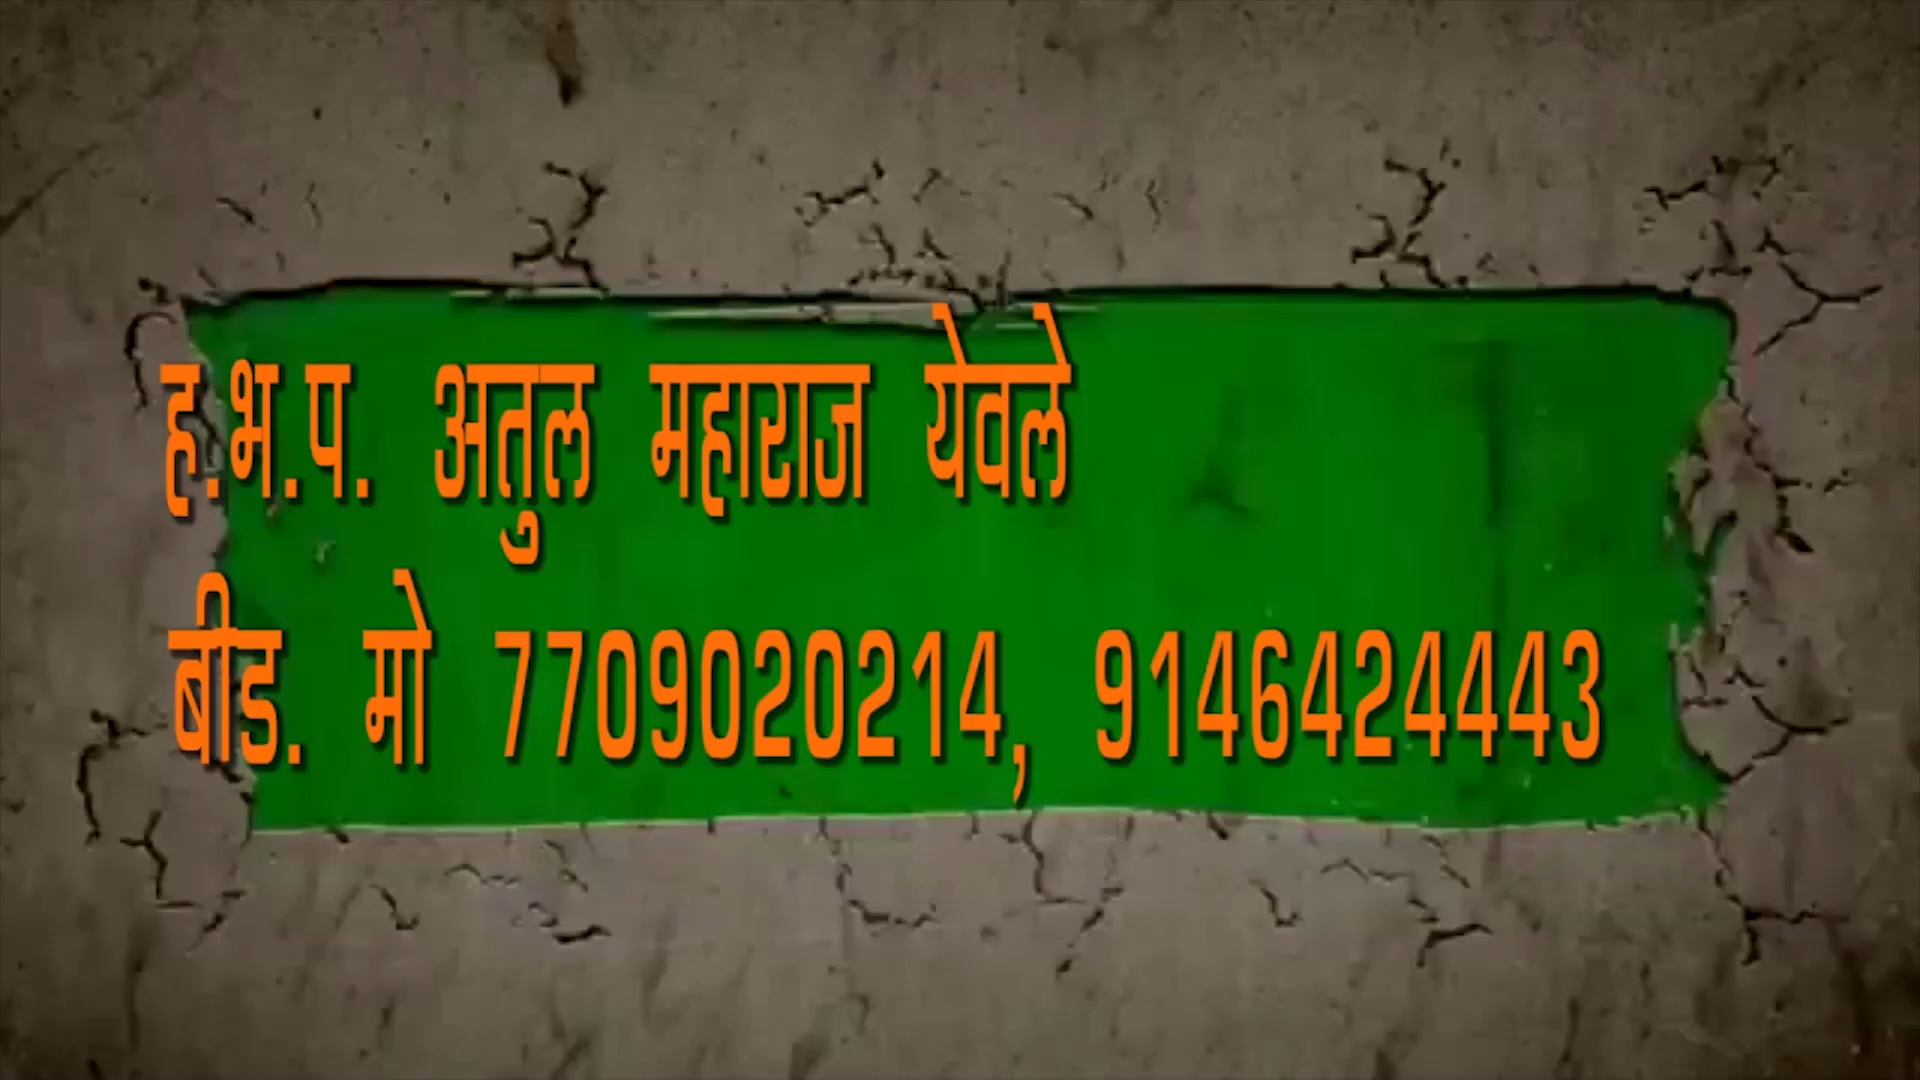 ह.भ.प. अतुल महाराज येवले
बीड. मो 7709020214, 9146424443